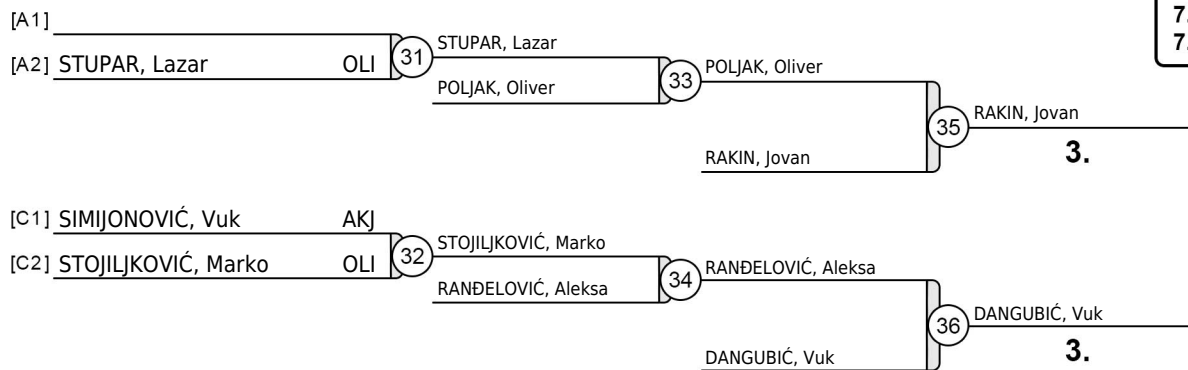 7.
7.
[A1]
[A2] STUPAR, Lazar OLI
31
STUPAR, Lazar
POLJAK, Oliver
33
POLJAK, Oliver
RAKIN, Jovan
35
RAKIN, Jovan
3.
[C1] SIMIJONOVIĆ, Vuk AKJ
[C2] STOJILJKOVIĆ, Marko OLI
32
STOJILJKOVIĆ, Marko
RANĐELOVIĆ, Aleksa
34
RANĐELOVIĆ, Aleksa
DANGUBIĆ, Vuk
36
DANGUBIĆ, Vuk
3.